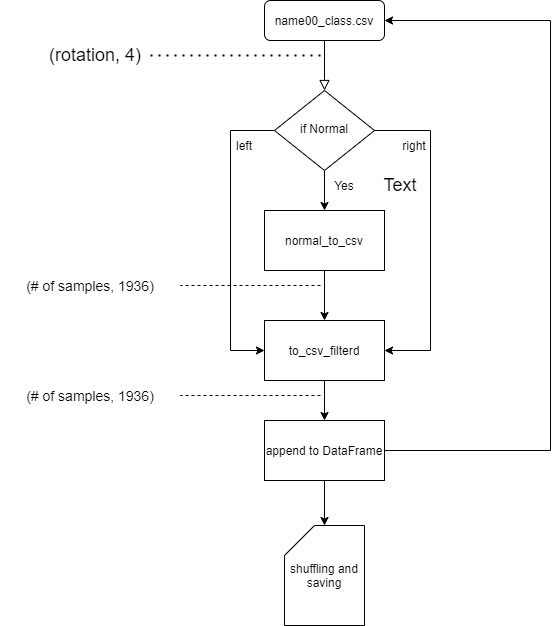 name00_class.csv
(rotation, 4)
if Normal
left
right
Yes
Text
normal_to_csv
(# of samples, 1936)
to_csv_filterd
(# of samples, 1936)
append to DataFrame
shuffling and
saving